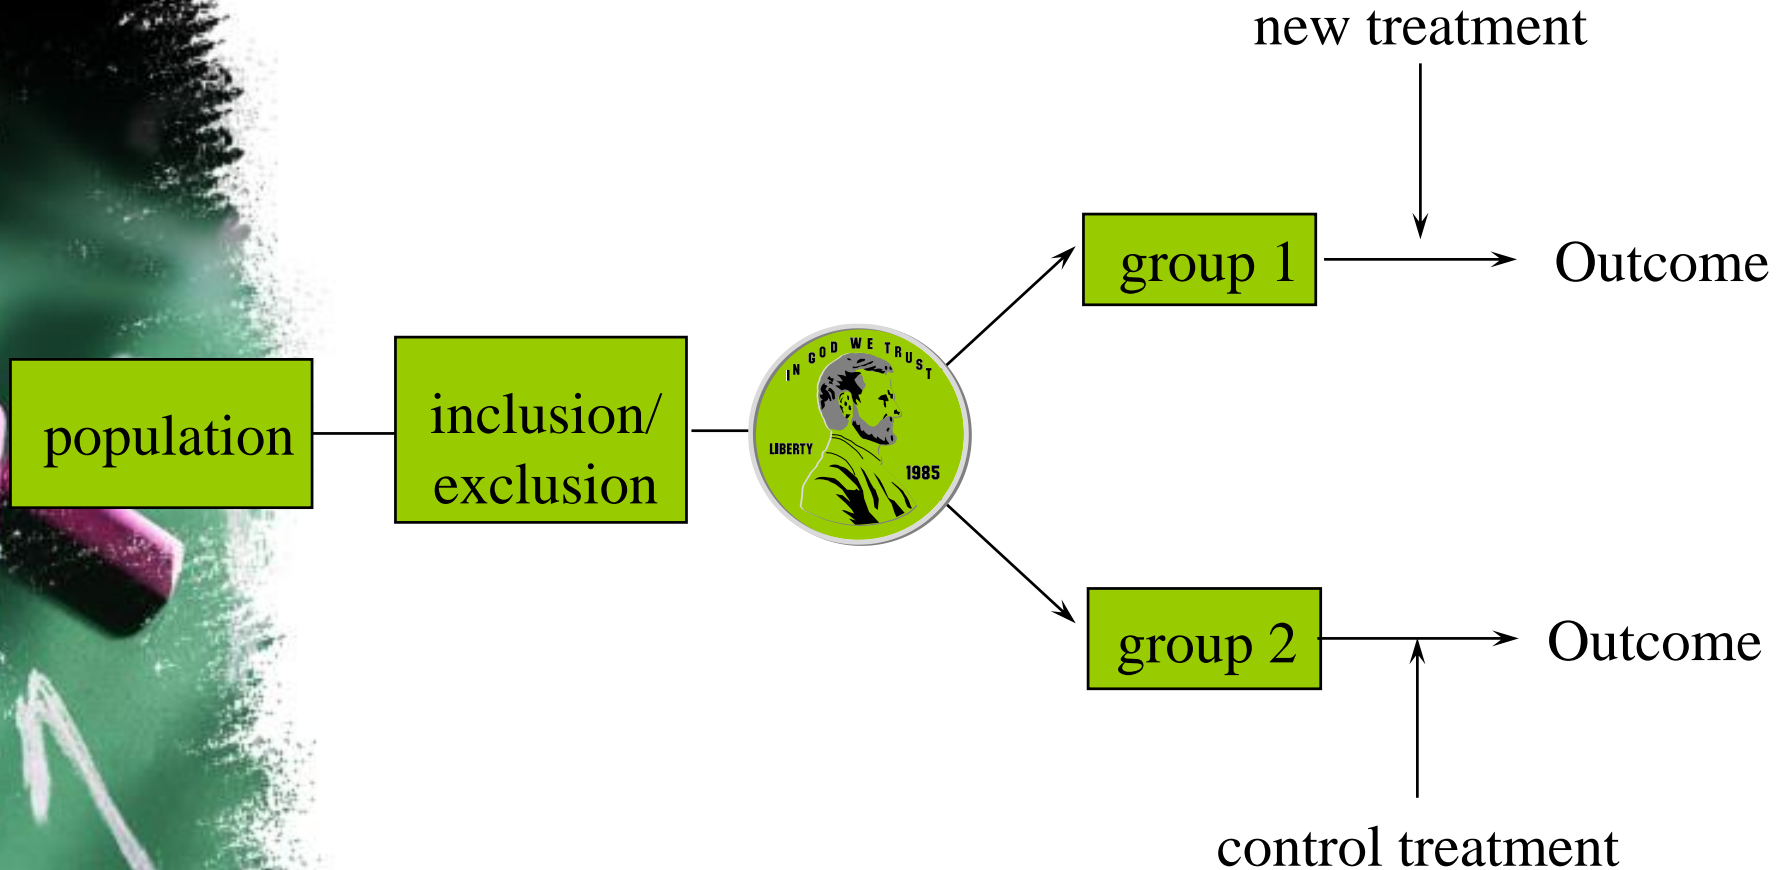 new treatment
group 1
Outcome
population
inclusion/
exclusion
IN GOD WE TRUST
LIBERTY
1985
group 2
Outcome
control treatment